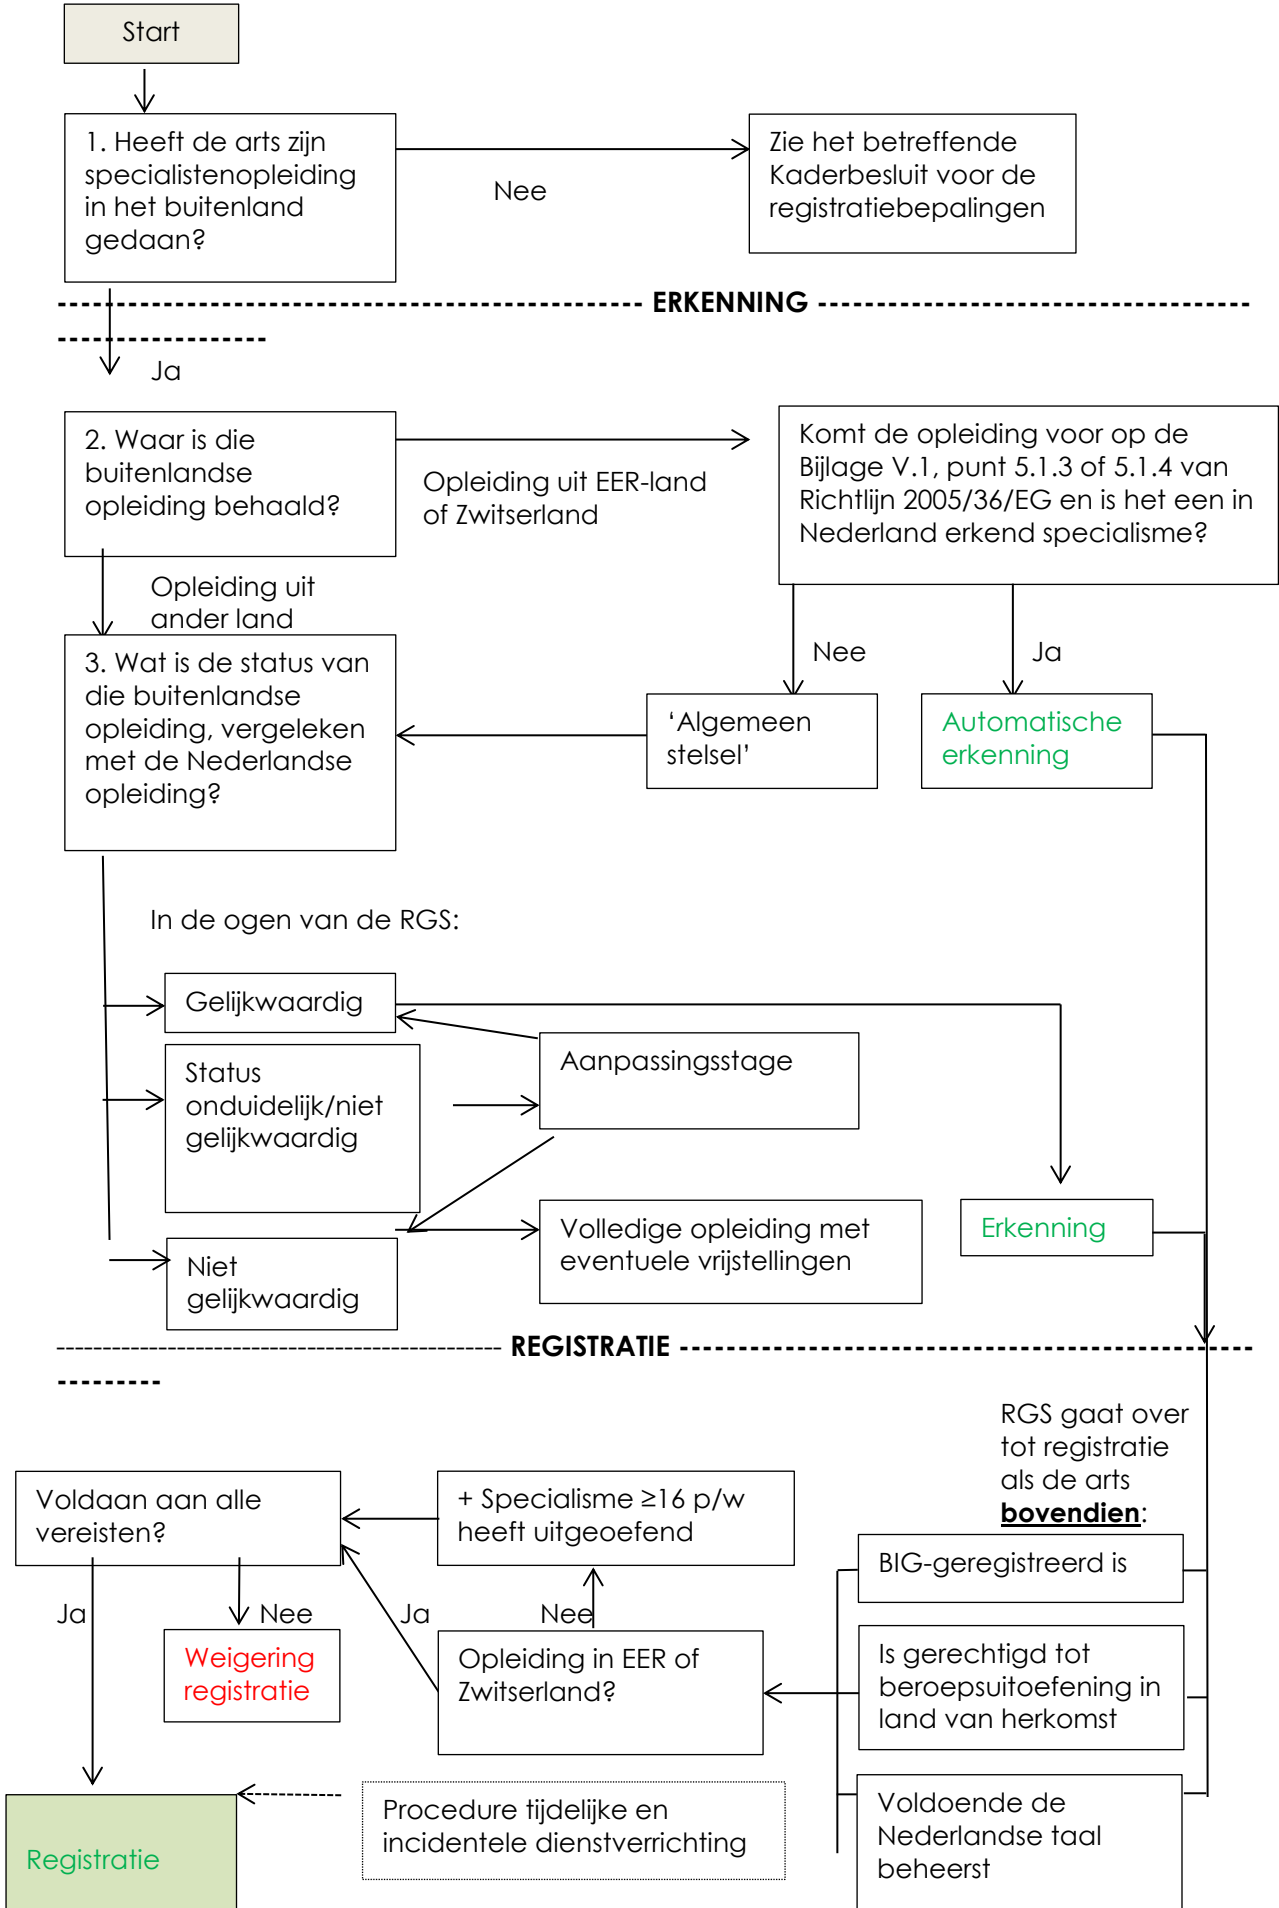 Start
1. Heeft de arts zijn
specialistenopleiding
in het buitenland
gedaan?
Nee
Zie het betreffende
Kaderbesluit voor de
registratiebepalingen
ERKENNING
Ja
2. Waar is die
buitenlandse
opleiding behaald?
Opleiding uit EER-land
of Zwitserland
Komt de opleiding voor op de
Bijlage V.1, punt 5.1.3 of 5.1.4 van
Richtlijn 2005/36/EG en is het een in
Nederland erkend specialisme?
Opleiding uit
ander land
Nee
Ja
3. Wat is de status van
die buitenlandse
opleiding, vergeleken
met de Nederlandse
opleiding?
‘Algemeen
stelsel’
Automatische
erkenning
In de ogen van de RGS:
Gelijkwaardig
Status
onduidelijk/niet
gelijkwaardig
Aanpassingsstage
Niet
gelijkwaardig
Volledige opleiding met
eventuele vrijstellingen
Erkenning
REGISTRATIE
RGS gaat over
tot registratie
als de arts
bovendien:
Voldaan aan alle
vereisten?
+ Specialisme ≥16 p/w
heeft uitgeoefend
BIG-geregistreerd is
Ja
Nee
Ja
Nee
Weigering
registratie
Opleiding in EER of
Zwitserland?
Is gerechtigd tot
beroepsuitoefening in
land van herkomst
Procedure tijdelijke en
incidentele dienstverrichting
Voldoende de
Nederlandse taal
beheerst
Registratie